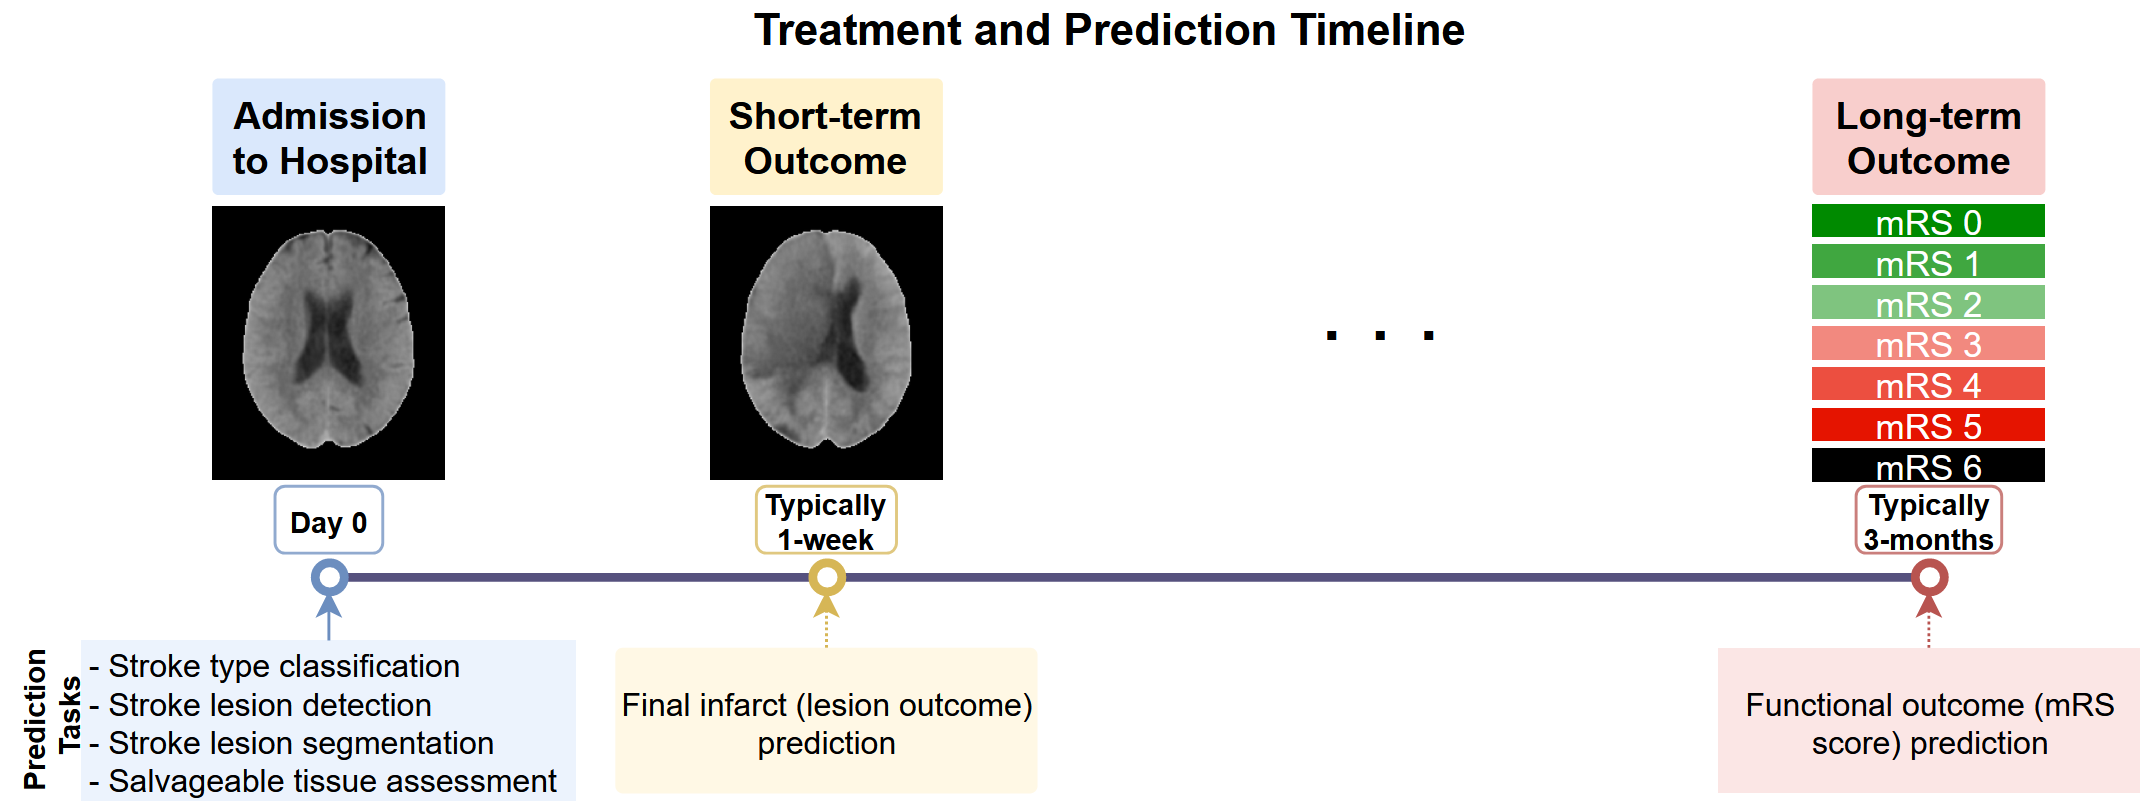 Treatment and Prediction Timeline
Admission
to Hospital
Short-term
Outcome
Long-term
Outcome
mRS 0
mRS 1
mRS 2
mRS 3
mRS 4
mRS 5
mRS 6
. . .
Day 0
Typically
1-week
Typically
3-months
Prediction
Tasks
- Stroke type classification
- Stroke lesion detection
- Stroke lesion segmentation
- Salvageable tissue assessment
Final infarct (lesion outcome)
prediction
Functional outcome (mRS
score) prediction